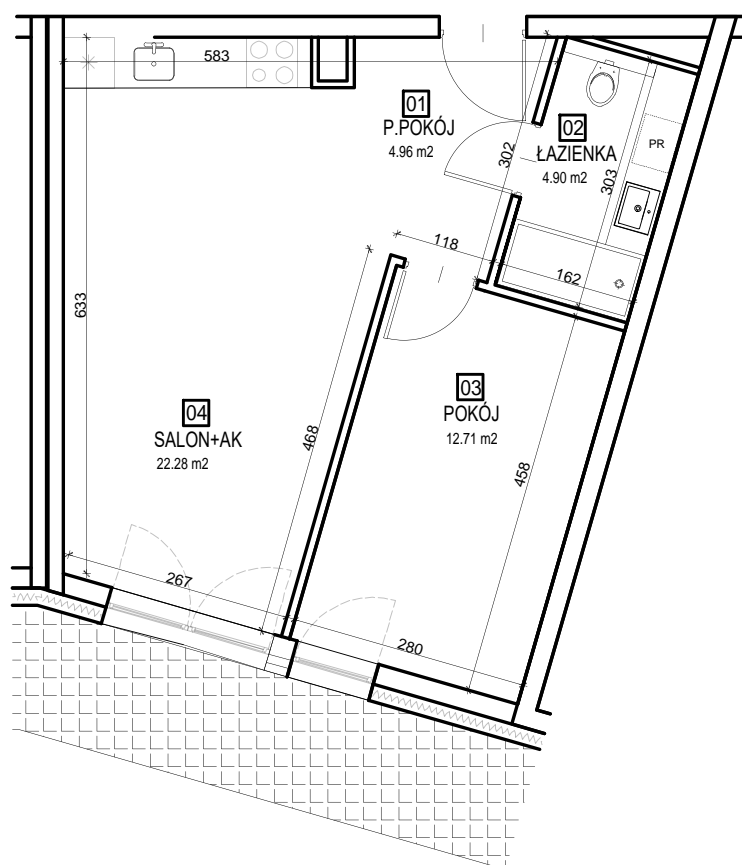 583
01
P.POKÓJ
4.96 m2
02
ŁAZIENKA
4.90 m2
PR
302
303
118
162
633
03
POKÓJ
12.71 m2
04
SALON+AK
22.28 m2
468
458
267
280